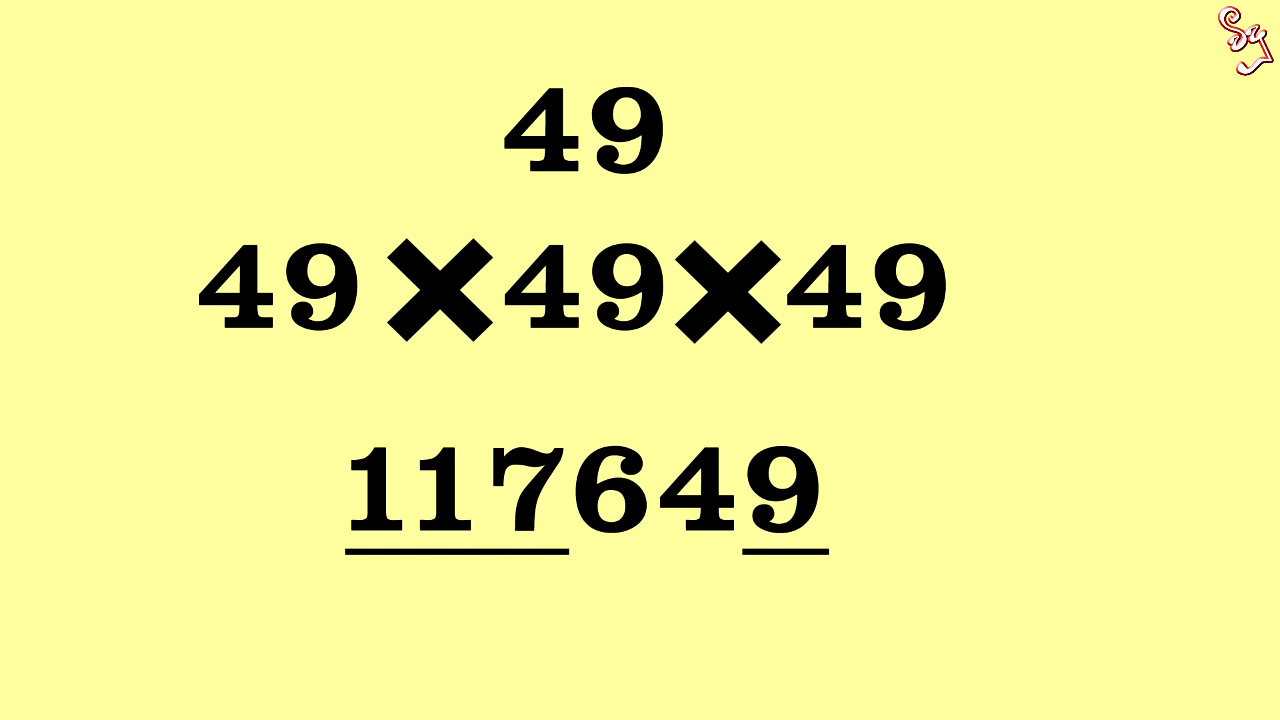 49
49 ✖ 49 ✖ 49
117649